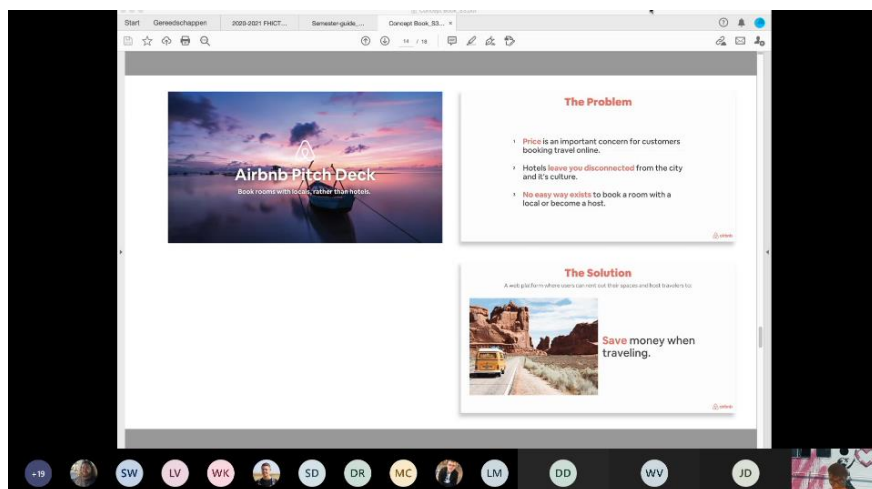 Start
Gereedschappen
2020-2021 FHICT...
Semester-guide_...
Concept Book_S3... ×
14 / 16
Airbnb Pitch Deck
Book rooms with locals, rather than hotels.
The Problem
Price is an important concern for customers
booking travel online.
Hotels leave you disconnected from the city
and it's culture.
No easy way exists to book a room with a
local or become a host.
airbnb
The Solution
A web platform where users can rent out their spaces and host travelers to:
Save money when
traveling.
airbnb
+19
SW
LV
WK
SD
DR
MC
LM
DD
WV
JD